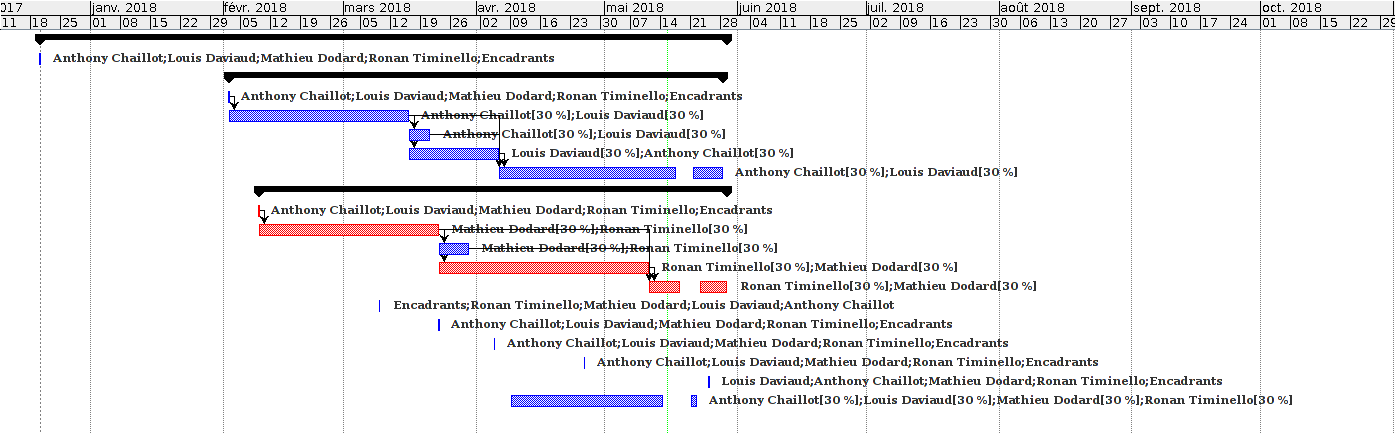 017 janv. 2018 févr. 2018 mars 2018 avr. 2018 mai 2018 juin 2018 juil. 2018 août 2018 sept. 2018 oct. 2018
11 18 25 01 08 15 22 29 05 12 19 26 05 12 19 26 02 09 16 23 30 07 14 21 28 04 11 18 25 02 09 16 23 30 06 13 20 27 03 10 17 24 01 08 15 22 29
Anthony Chaillot;Louis Daviaud;Mathieu Dodard;Ronan Timinello;Encadrants
Anthony Chaillot;Louis Daviaud;Mathieu Dodard;Ronan Timinello;Encadrants
Anthony Chaillot[30 %];Louis Daviaud[30 %]
Anthony Chaillot[30 %];Louis Daviaud[30 %]
Louis Daviaud[30 %];Anthony Chaillot[30 %]
Anthony Chaillot[30 %];Louis Daviaud[30 %]
Anthony Chaillot;Louis Daviaud;Mathieu Dodard;Ronan Timinello;Encadrants
Mathieu Dodard[30 %];Ronan Timinello[30 %]
Mathieu Dodard[30 %];Ronan Timinello[30 %]
Ronan Timinello[30 %];Mathieu Dodard[30 %]
Ronan Timinello[30 %];Mathieu Dodard[30 %]
Encadrants;Ronan Timinello;Mathieu Dodard;Louis Daviaud;Anthony Chaillot
Anthony Chaillot;Louis Daviaud;Mathieu Dodard;Ronan Timinello;Encadrants
Anthony Chaillot;Louis Daviaud;Mathieu Dodard;Ronan Timinello;Encadrants
Anthony Chaillot;Louis Daviaud;Mathieu Dodard;Ronan Timinello;Encadrants
Louis Daviaud;Anthony Chaillot;Mathieu Dodard;Ronan Timinello;Encadrants
Anthony Chaillot[30 %];Louis Daviaud[30 %];Mathieu Dodard[30 %];Ronan Timinello[30 %]